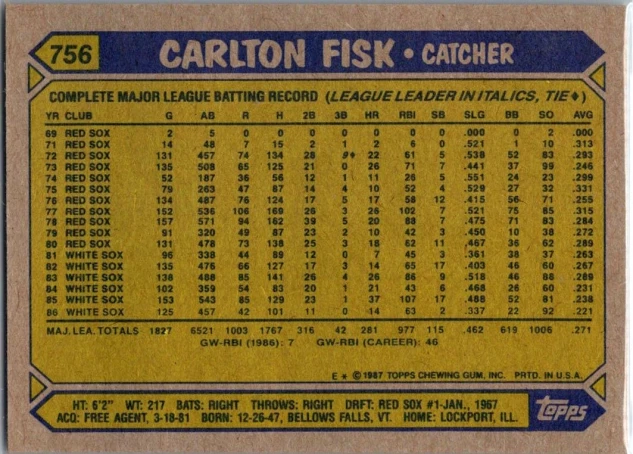 756
CARLTON FISK • CATCHER
COMPLETE MAJOR LEAGUE BATTING RECORD (LEAGUE LEADER IN ITALICS, TIE♦)
YR CLUB G AB R H 2B 3B HR RBI SB SLG BB SO AVG
69 RED SOX 2 5 0 0 0 0 0 0 0 .000 0 2 .000
71 RED SOX 14 48 7 15 2 1 2 6 0 .521 1 10 .313
72 RED SOX 131 457 74 134 28 9♦ 22 61 5 .538 52 83 .293
73 RED SOX 135 508 65 125 21 0 26 71 7 .441 37 99 .246
74 RED SOX 52 187 36 56 12 1 11 26 5 .551 24 23 .299
75 RED SOX 79 263 47 87 14 4 10 52 4 .529 27 32 .331
76 RED SOX 134 487 76 124 17 5 17 58 12 .415 56 71 .255
77 RED SOX 152 536 106 169 26 3 26 102 7 .521 75 85 .315
78 RED SOX 157 571 94 162 39 5 20 88 7 .475 71 83 .284
79 RED SOX 91 320 49 87 23 2 10 42 3 .450 10 38 .272
80 RED SOX 131 478 73 138 25 3 18 62 11 .467 36 62 .289
81 WHITE SOX 96 338 44 89 12 0 7 45 3 .361 38 37 .263
82 WHITE SOX 135 476 66 127 17 3 14 65 17 .403 46 60 .267
83 WHITE SOX 138 488 85 141 26 4 26 86 9 .518 46 88 .289
84 WHITE SOX 102 359 54 83 20 1 21 43 6 .468 26 60 .231
85 WHITE SOX 153 543 85 129 23 1 37 107 17 .488 52 81 .238
86 WHITE SOX 125 457 42 101 11 0 14 63 2 .337 22 92 .221
MAJ. LEA. TOTALS 1827 6521 1003 1767 316 42 281 977 115 .462 619 1006 .271
GW-RBI (1986): 7 GW-RBI (CAREER): 46
E * © 1987 TOPPS CHEWING GUM, INC. PRTD. IN U.S.A.
HT: 6'2" WT: 217 BATS: RIGHT THROWS: RIGHT DRFT: RED SOX #1-JAN., 1967
ACQ: FREE AGENT, 3-18-81 BORN: 12-26-47, BELLOWS FALLS, VT. HOME: LOCKPORT, ILL.
topps